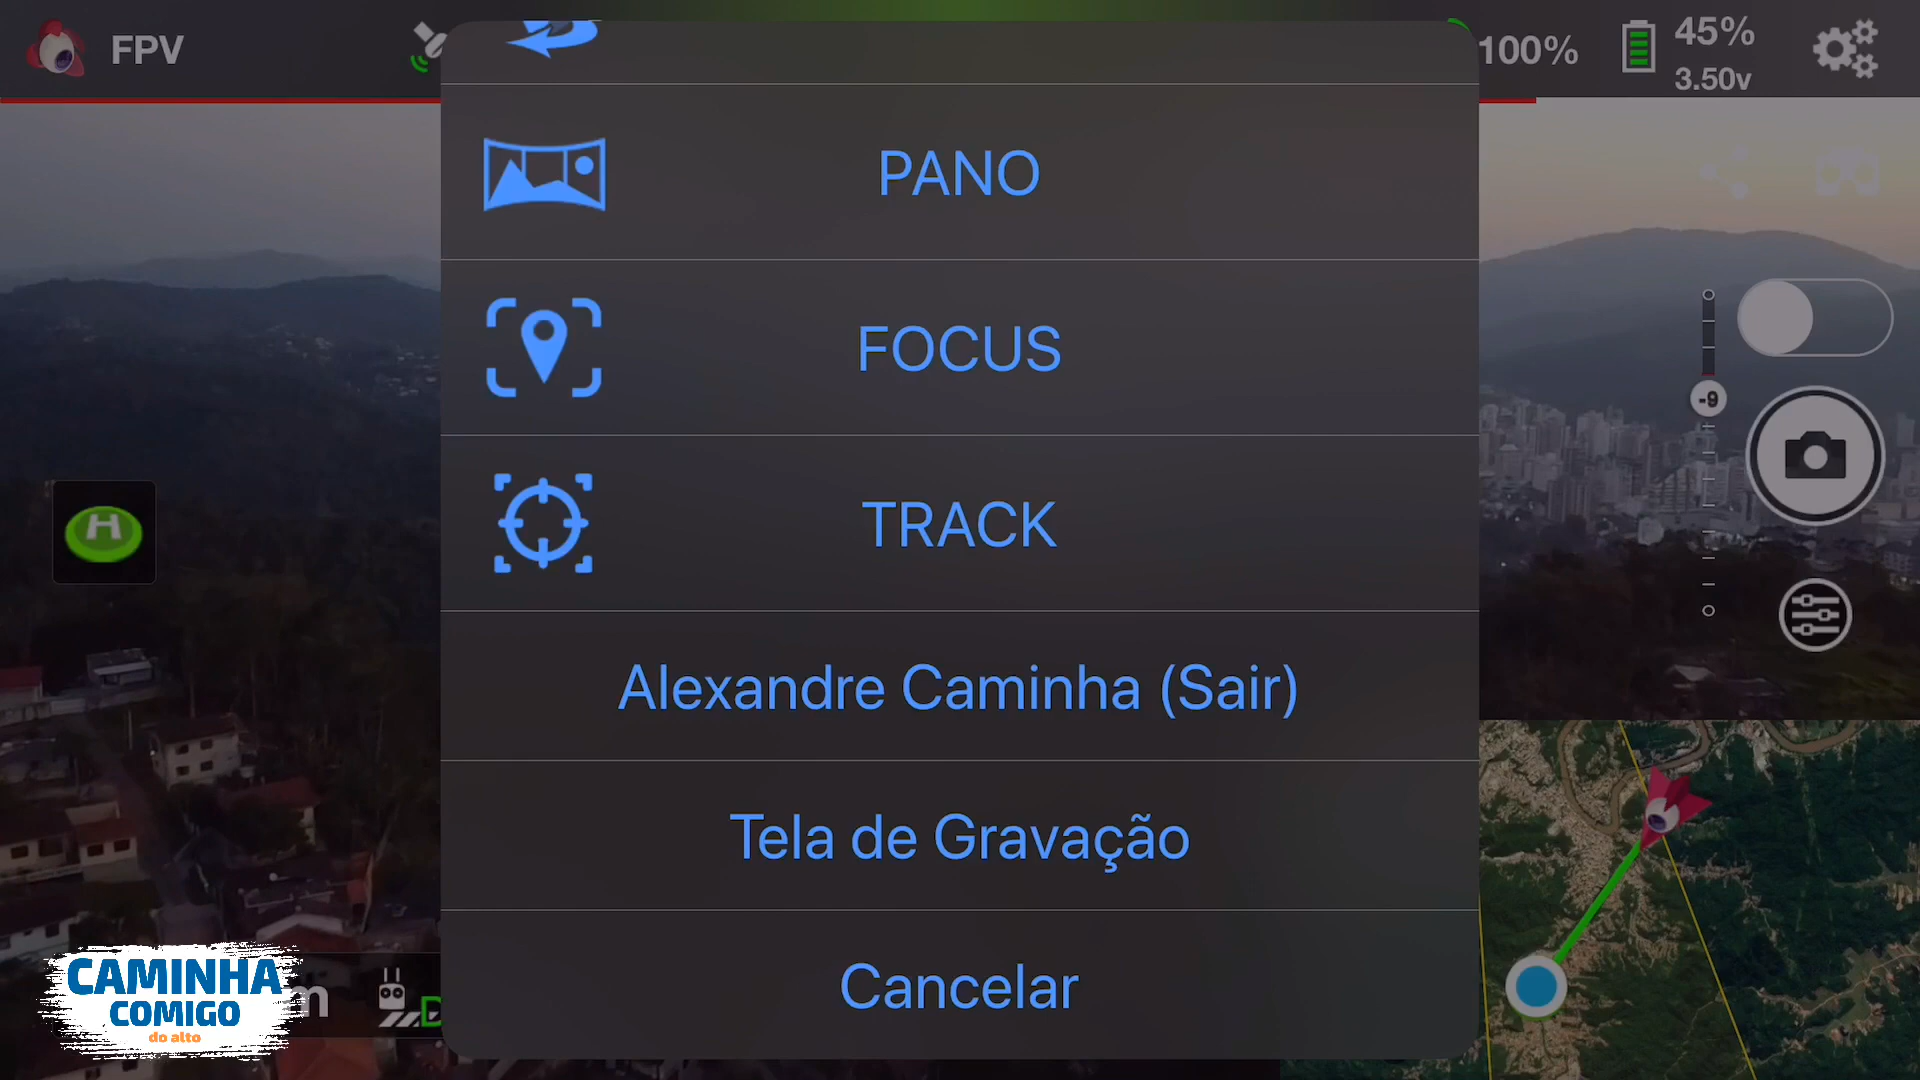 FPV
100%
45%
3.50v
PANO
FOCUS
TRACK
Alexandre Caminha (Sair)
Tela de Gravação
Cancelar
-9
H
CAMINHA
COMIGO
do alto
m
D